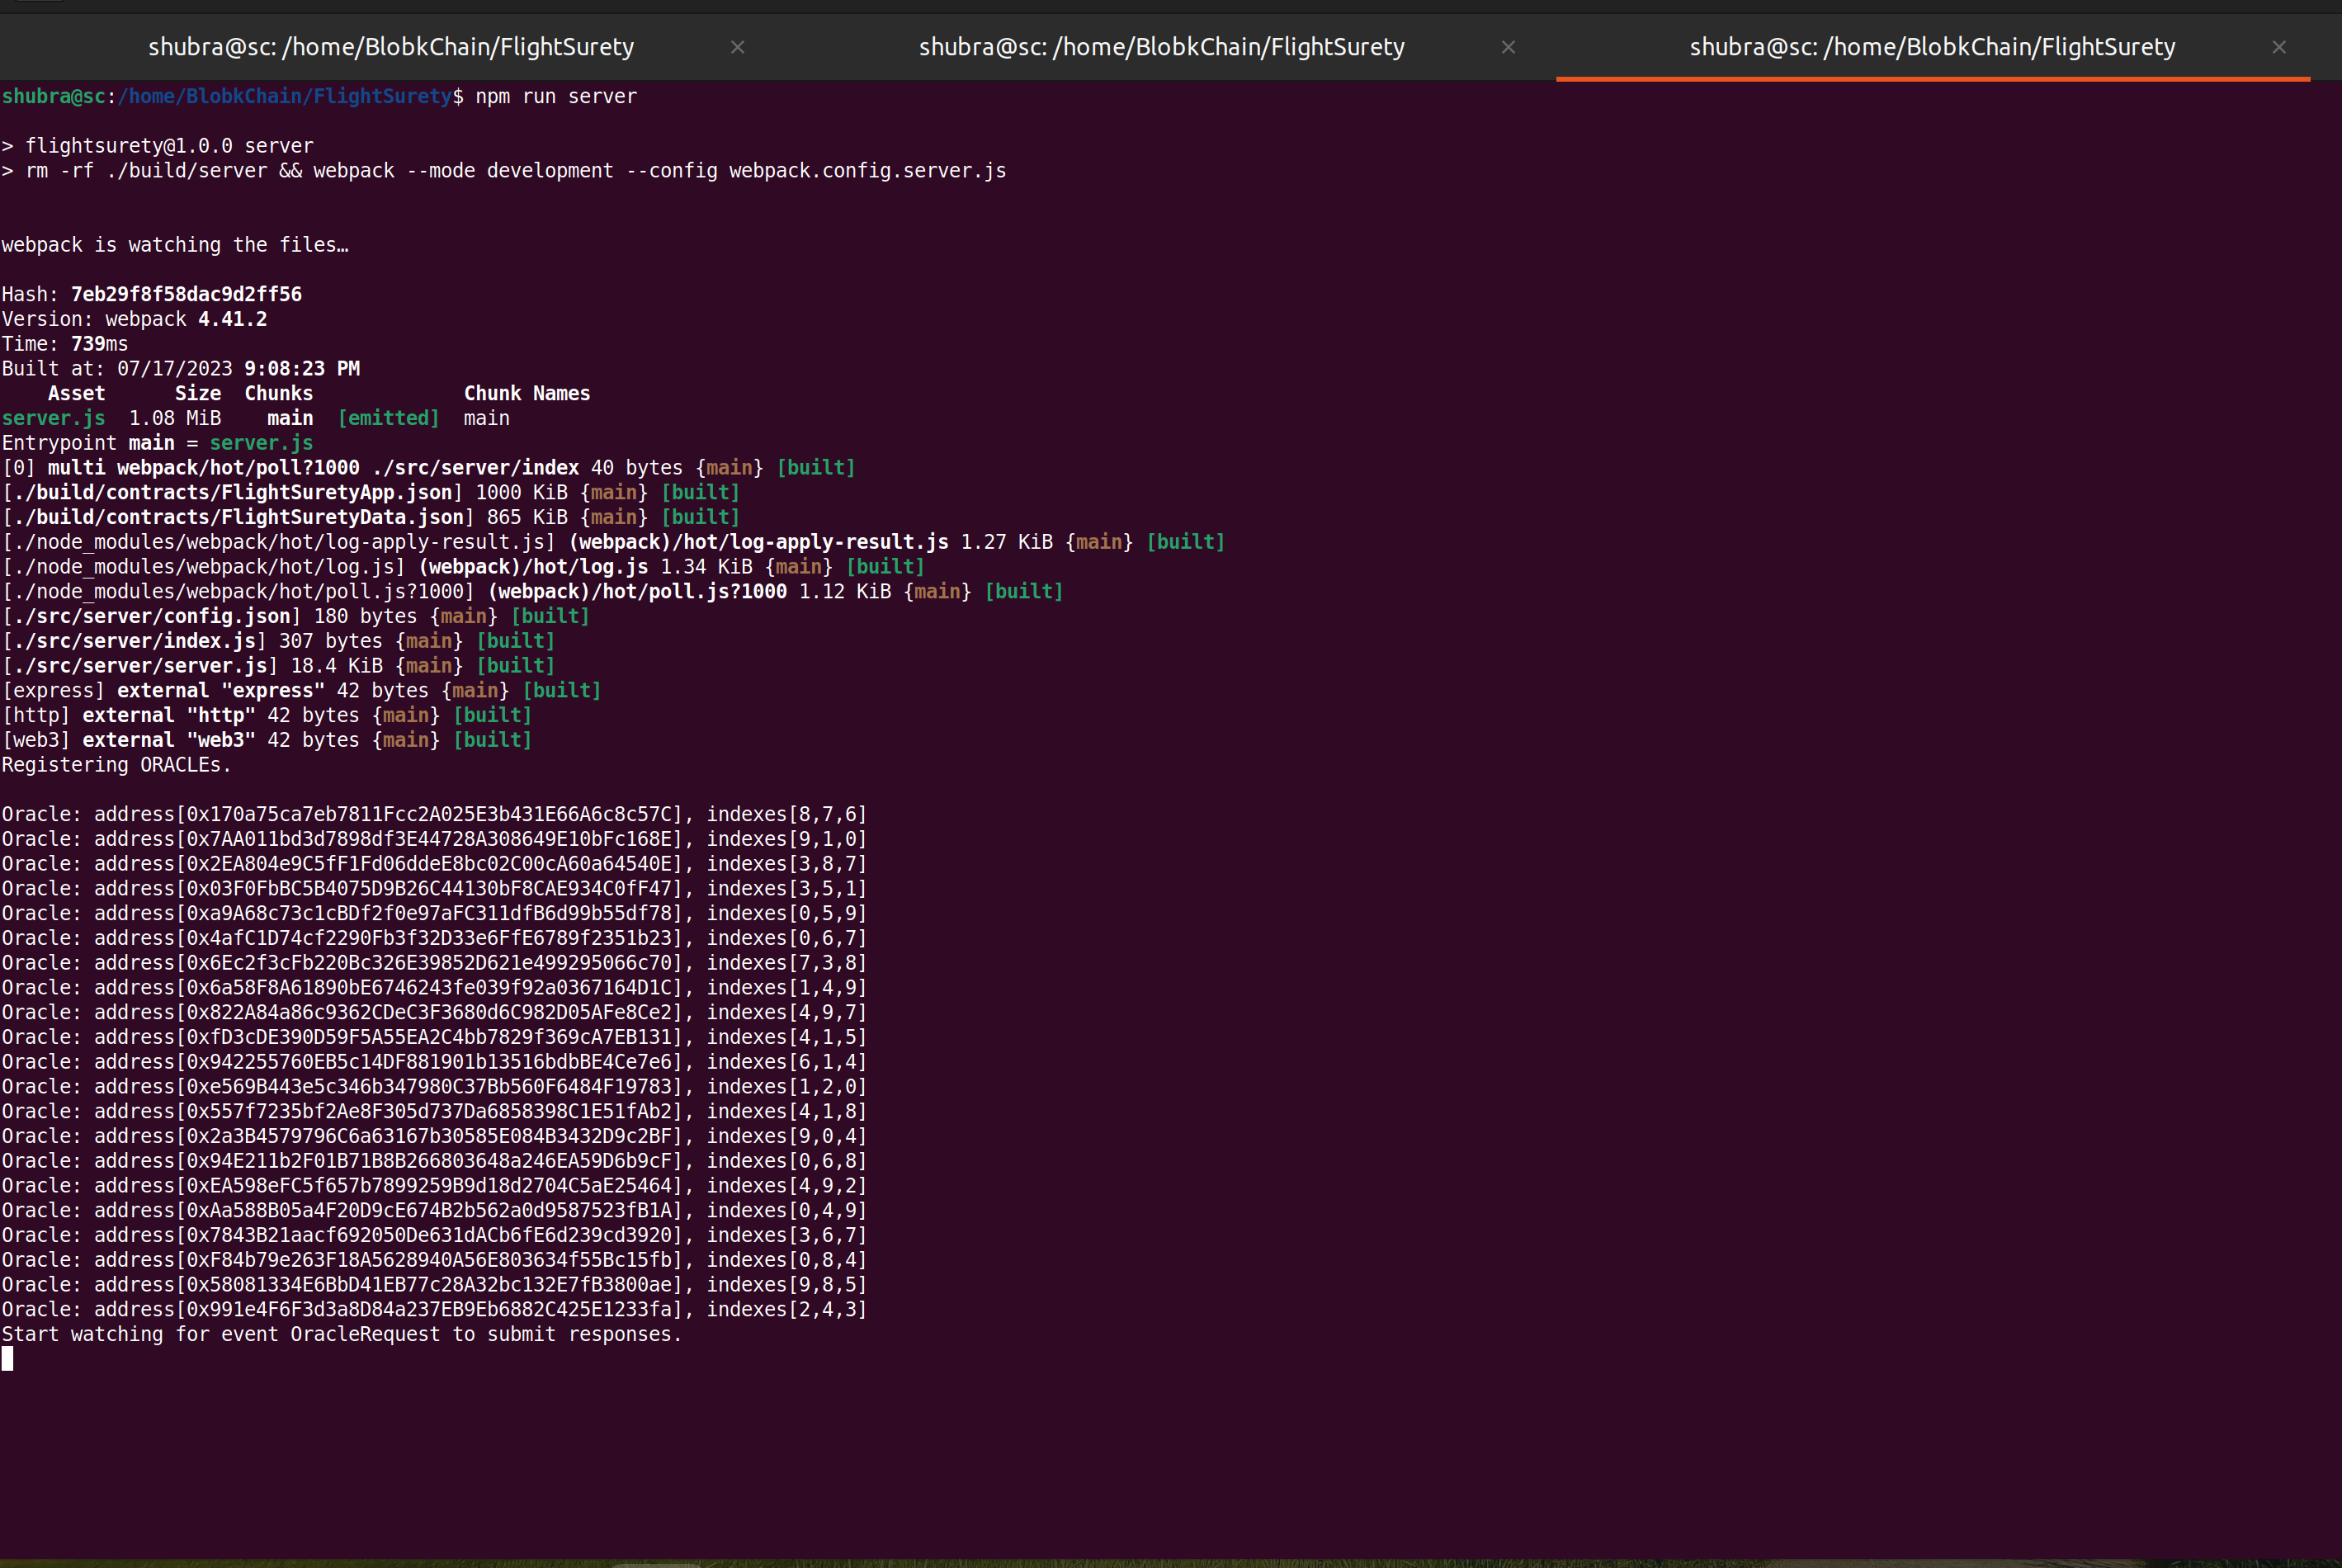 shubra@sc: /home/BlobkChain/FlightSurety × shubra@sc: /home/BlobkChain/FlightSurety × shubra@sc: /home/BlobkChain/FlightSurety ×
shubra@sc:/home/BlobkChain/FlightSurety$ npm run server
> flightsurety@1.0.0 server
> rm -rf ./build/server && webpack --mode development --config webpack.config.server.js
webpack is watching the files…
Hash: 7eb29f8f58dac9d2ff56
Version: webpack 4.41.2
Time: 739ms
Built at: 07/17/2023 9:08:23 PM
Asset Size Chunks Chunk Names
server.js 1.08 MiB main [emitted] main
Entrypoint main = server.js
[0] multi webpack/hot/poll?1000 ./src/server/index 40 bytes {main} [built]
[./build/contracts/FlightSuretyApp.json] 1000 KiB {main} [built]
[./build/contracts/FlightSuretyData.json] 865 KiB {main} [built]
[./node_modules/webpack/hot/log-apply-result.js] (webpack)/hot/log-apply-result.js 1.27 KiB {main} [built]
[./node_modules/webpack/hot/log.js] (webpack)/hot/log.js 1.34 KiB {main} [built]
[./node_modules/webpack/hot/poll.js?1000] (webpack)/hot/poll.js?1000 1.12 KiB {main} [built]
[./src/server/config.json] 180 bytes {main} [built]
[./src/server/index.js] 307 bytes {main} [built]
[./src/server/server.js] 18.4 KiB {main} [built]
[express] external "express" 42 bytes {main} [built]
[http] external "http" 42 bytes {main} [built]
[web3] external "web3" 42 bytes {main} [built]
Registering ORACLEs.
Oracle: address[0x170a75ca7eb7811Fcc2A025E3b431E66A6c8c57C], indexes[8,7,6]
Oracle: address[0x7AA011bd3d7898df3E44728A308649E10bFc168E], indexes[9,1,0]
Oracle: address[0x2EA804e9C5fF1Fd06ddeE8bc02C00cA60a64540E], indexes[3,8,7]
Oracle: address[0x03F0FbBC5B4075D9B26C44130bF8CAE934C0fF47], indexes[3,5,1]
Oracle: address[0xa9A68c73c1cBDf2f0e97aFC311dfB6d99b55df78], indexes[0,5,9]
Oracle: address[0x4afC1D74cf2290Fb3f32D33e6FfE6789f2351b23], indexes[0,6,7]
Oracle: address[0x6Ec2f3cFb220Bc326E39852D621e499295066c70], indexes[7,3,8]
Oracle: address[0x6a58F8A61890bE6746243fe039f92a0367164D1C], indexes[1,4,9]
Oracle: address[0x822A84a86c9362CDeC3F3680d6C982D05AFe8Ce2], indexes[4,9,7]
Oracle: address[0xfD3cDE390D59F5A55EA2C4bb7829f369cA7EB131], indexes[4,1,5]
Oracle: address[0x942255760EB5c14DF881901b13516bdbBE4Ce7e6], indexes[6,1,4]
Oracle: address[0xe569B443e5c346b347980C37Bb560F6484F19783], indexes[1,2,0]
Oracle: address[0x557f7235bf2Ae8F305d737Da6858398C1E51fAb2], indexes[4,1,8]
Oracle: address[0x2a3B4579796C6a63167b30585E084B3432D9c2BF], indexes[9,0,4]
Oracle: address[0x94E211b2F01B71B8B266803648a246EA59D6b9cF], indexes[0,6,8]
Oracle: address[0xEA598eFC5f657b7899259B9d18d2704C5aE25464], indexes[4,9,2]
Oracle: address[0xAa588B05a4F20D9cE674B2b562a0d9587523fB1A], indexes[0,4,9]
Oracle: address[0x7843B21aacf692050De631dACb6fE6d239cd3920], indexes[3,6,7]
Oracle: address[0xF84b79e263F18A5628940A56E803634f55Bc15fb], indexes[0,8,4]
Oracle: address[0x58081334E6BbD41EB77c28A32bc132E7fB3800ae], indexes[9,8,5]
Oracle: address[0x991e4F6F3d3a8D84a237EB9Eb6882C425E1233fa], indexes[2,4,3]
Start watching for event OracleRequest to submit responses.